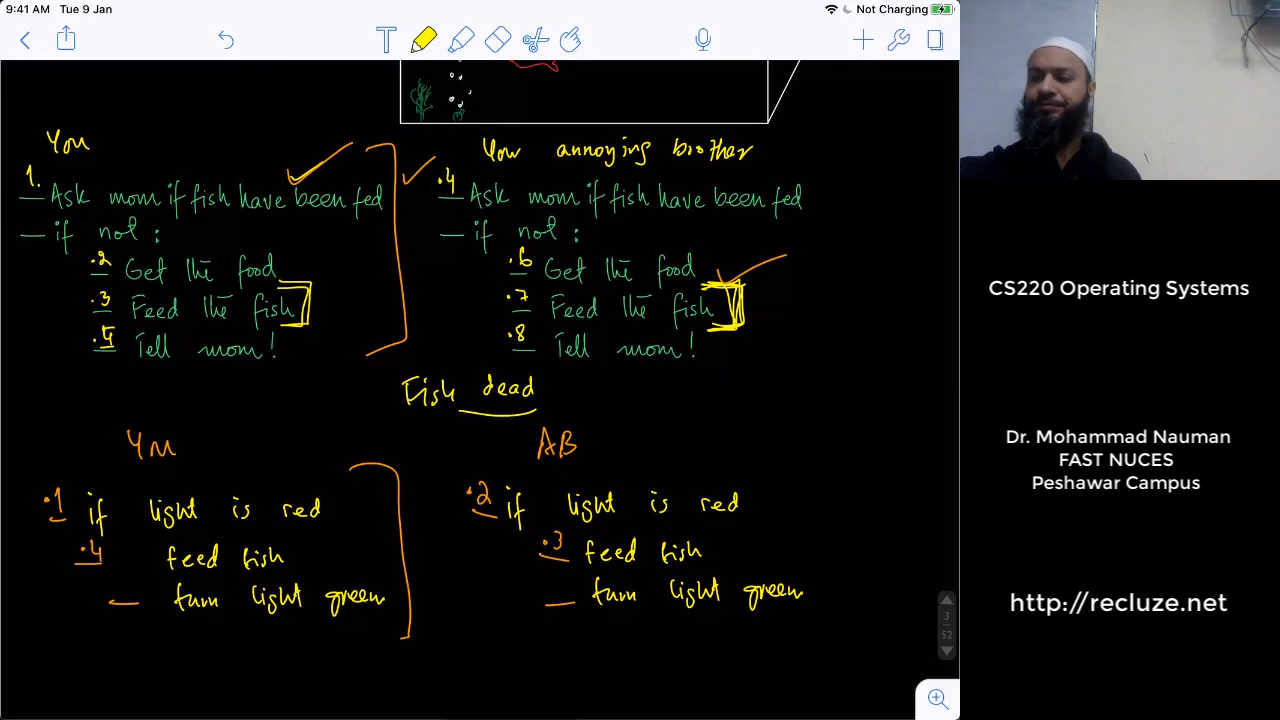 9:41 AM Tue 9 Jan
Not Charging
T
You
Your annoying brother
1.
Ask mom if fish have been fed
if not :
.2 Get the food
.3 Feed the fish
Tell mom!
.4
Ask mom if fish have been fed
if not :
.6 Get the food
.7 Feed the fish
.8 Tell mom!
Fish dead
You
.1 if light is red
.4 feed fish
turn light green
AB
.2 if light is red
.3 feed fish
turn light green
3
52
CS220 Operating Systems
Dr. Mohammad Nauman
FAST NUCES
Peshawar Campus
http://recluze.net